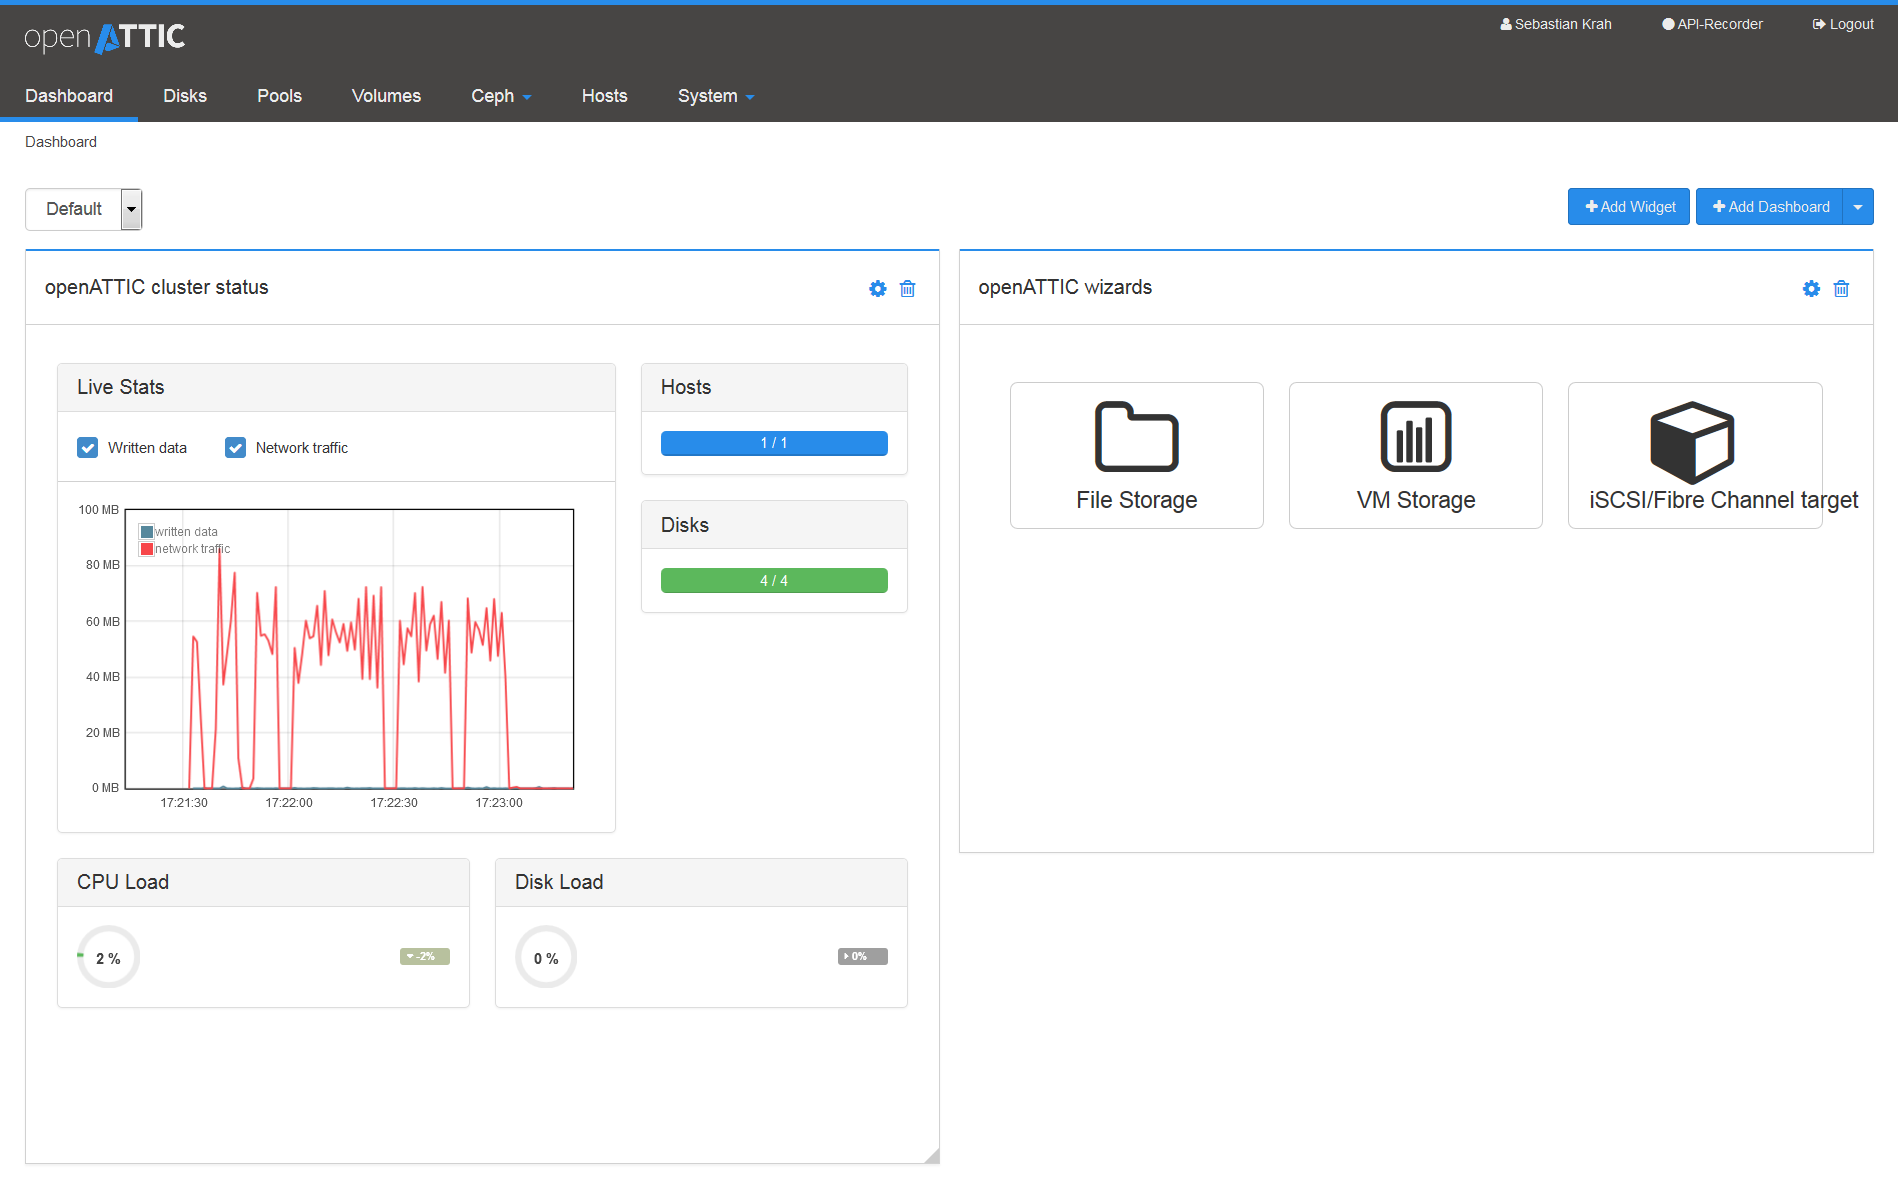 openATTIC
Sebastian Krah
API-Recorder
Logout
Dashboard
Disks
Pools
Volumes
Ceph
Hosts
System
Dashboard
Default
Add Widget
Add Dashboard
openATTIC cluster status
Live Stats
Written data
Network traffic
100 MB
80 MB
60 MB
40 MB
20 MB
0 MB
written data
network traffic
17:21:30
17:22:00
17:22:30
17:23:00
Hosts
1 / 1
Disks
4 / 4
CPU Load
2 %
-2%
Disk Load
0 %
0%
openATTIC wizards
File Storage
VM Storage
iSCSI/Fibre Channel target